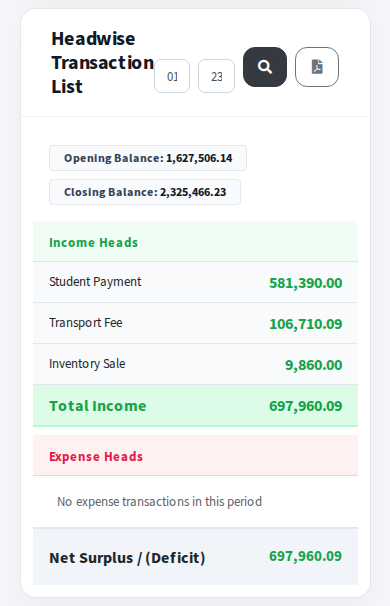 Headwise
Transaction
List
01
23
Opening Balance: 1,627,506.14
Closing Balance: 2,325,466.23
Income Heads
Student Payment 581,390.00
Transport Fee 106,710.09
Inventory Sale 9,860.00
Total Income 697,960.09
Expense Heads
No expense transactions in this period
Net Surplus / (Deficit) 697,960.09